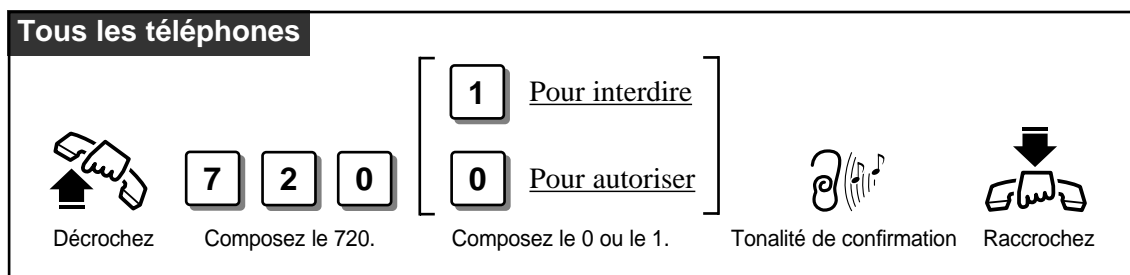 Tous les téléphones
1 Pour interdire
7 2 0 0 Pour autoriser
Décrochez Composez le 720. Composez le 0 ou le 1. Tonalité de confirmation Raccrochez